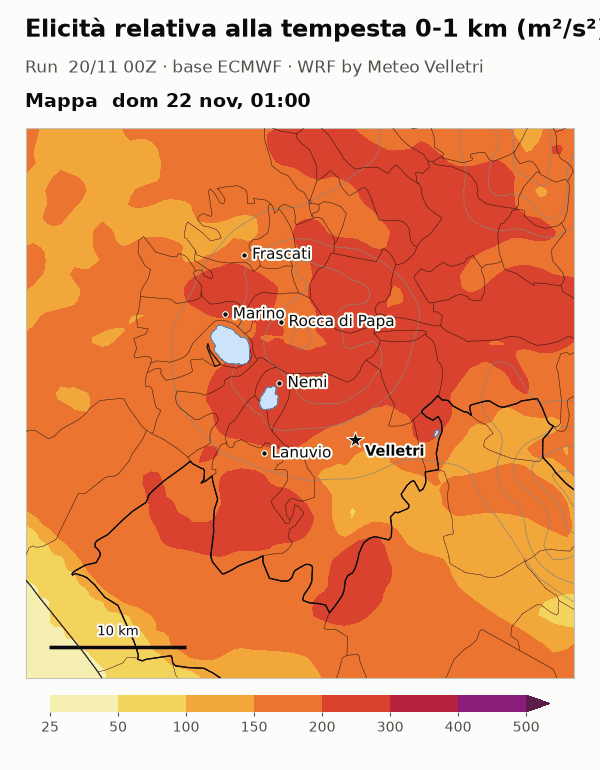 Elicità relativa alla tempesta 0-1 km (m²/s²)
Run 20/11 00Z · base ECMWF · WRF by Meteo Velletri
Mappa dom 22 nov, 01:00
Frascati
Marino
Rocca di Papa
Nemi
Lanuvio
Velletri
10 km
25 50 100 150 200 300 400 500